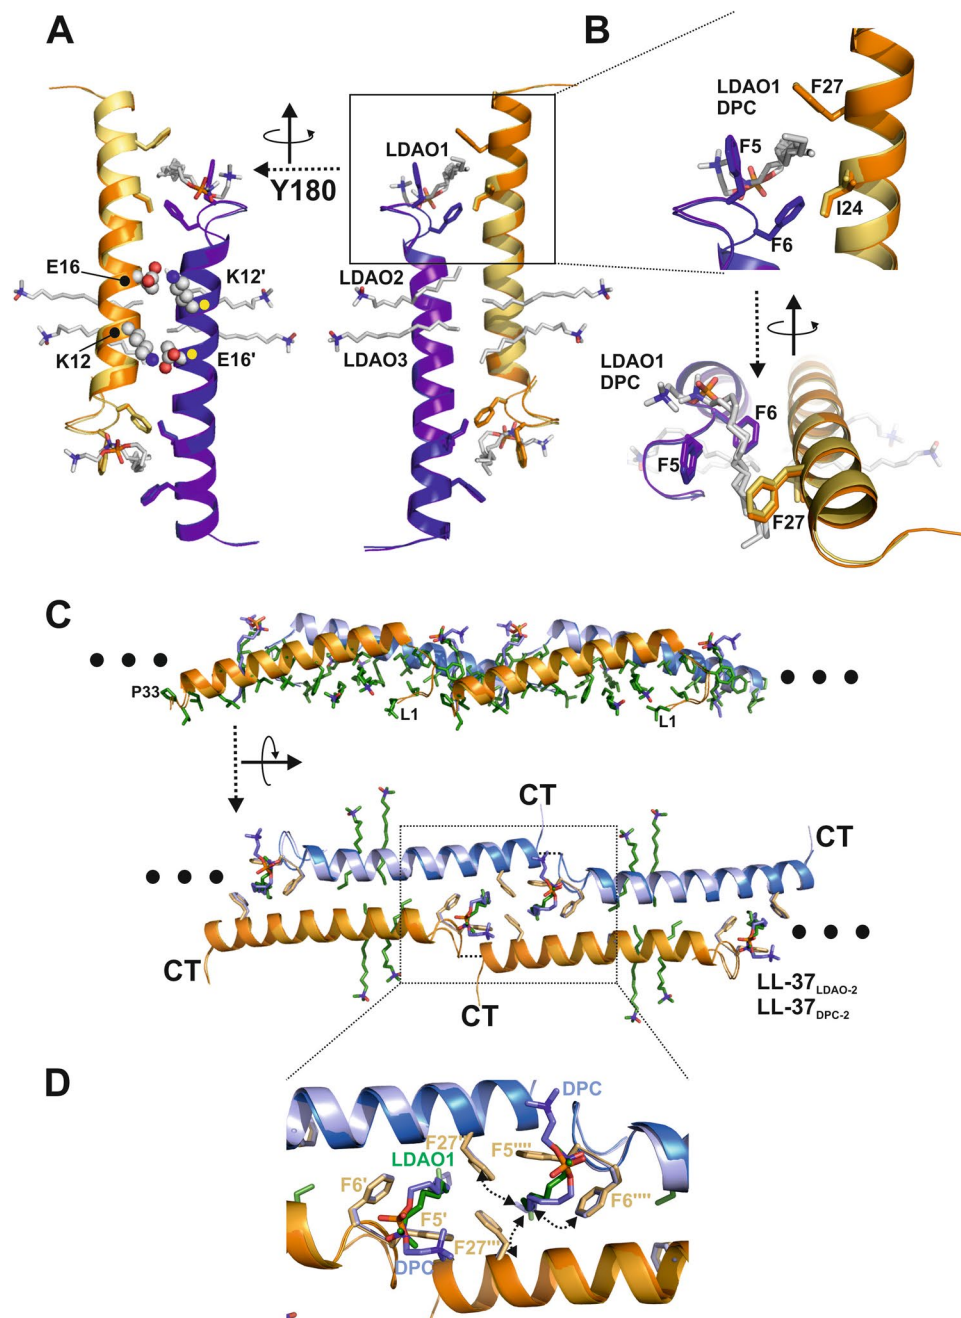 A
B
Y180
LDAO1
E16
K12'
K12
E16'
LDAO2
LDAO3
LDAO1
DPC
F27
F5
I24
F6
LDAO1
DPC
F6
F5
F27
C
P33
L1
L1
CT
CT
CT
CT
LL-37LDAO-2
LL-37DPC-2
D
DPC
F27''
F5''''
LDAO1
F6'
F6''''
F5'
F27'''
DPC